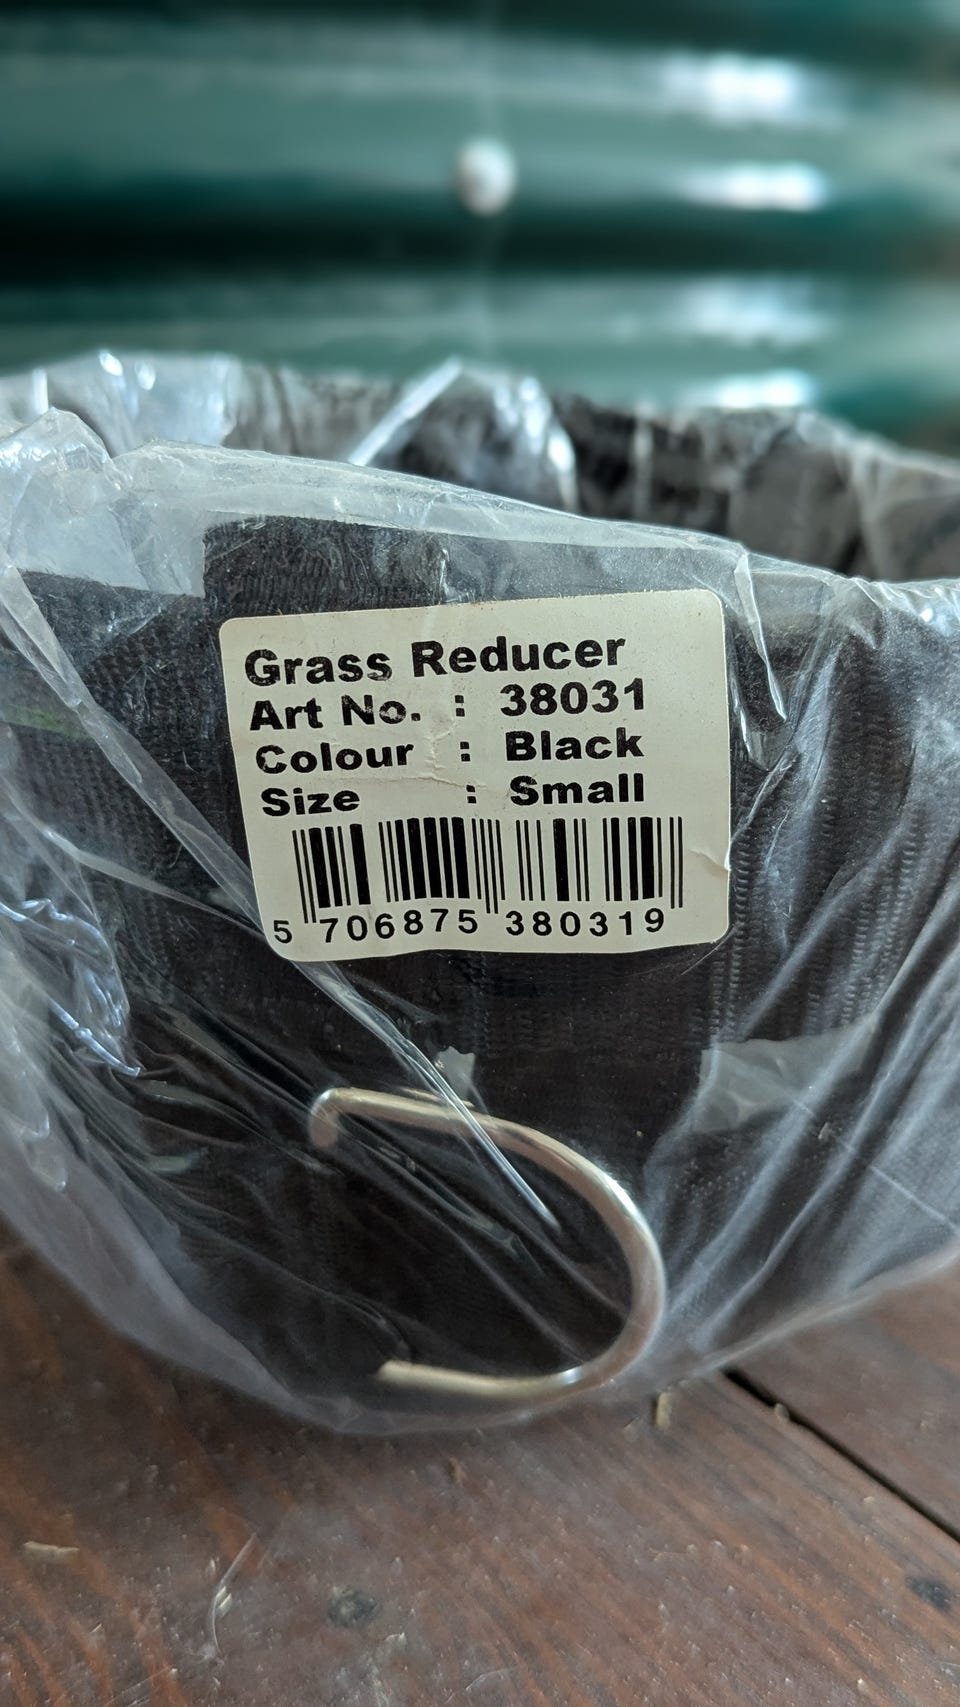 Grass Reducer
Art No. : 38031
Colour : Black
Size : Small
5 706875 380319